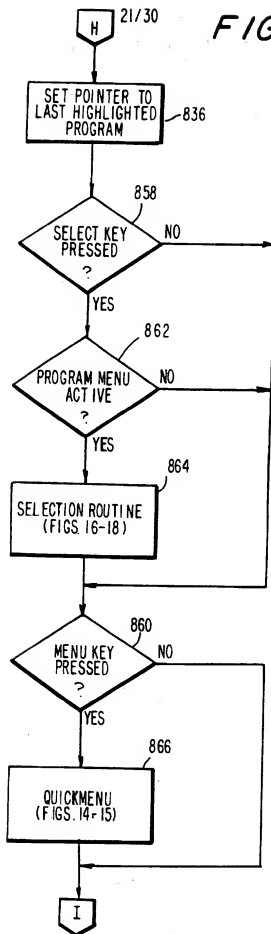 H 21/30 FIG
SET POINTER TO
LAST HIGHLIGHTED
PROGRAM
836
858
SELECT KEY
PRESSED
?
NO
YES
862
PROGRAM MENU
ACTIVE
?
NO
YES
864
SELECTION ROUTINE
(FIGS. 16-18)
860
MENU KEY
PRESSED
?
NO
YES
866
QUICKMENU
(FIGS. 14-15)
I